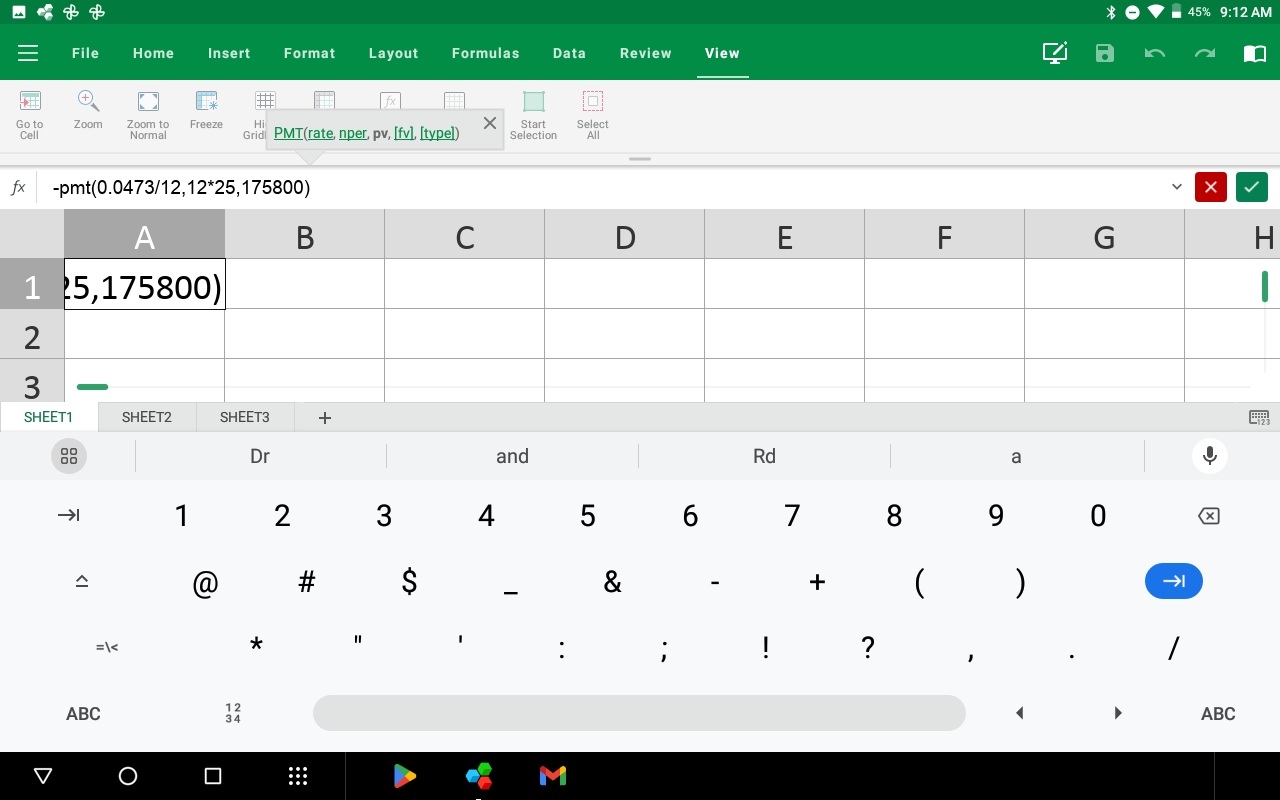 45% 9:12 AM
File Home Insert Format Layout Formulas Data Review View
Go to Cell
Zoom
Zoom to Normal
Freeze
Start Selection
Select All
PMT(rate, nper, pv, [fv], [type])
fx -pmt(0.0473/12,12*25,175800)
A B C D E F G H
1 25,175800)
2
3
SHEET1 SHEET2 SHEET3 +
Dr and Rd a
1 2 3 4 5 6 7 8 9 0
@ # $ _ & - + ( )
=\< * " ' : ; ! ? , . /
ABC 12 34 ABC